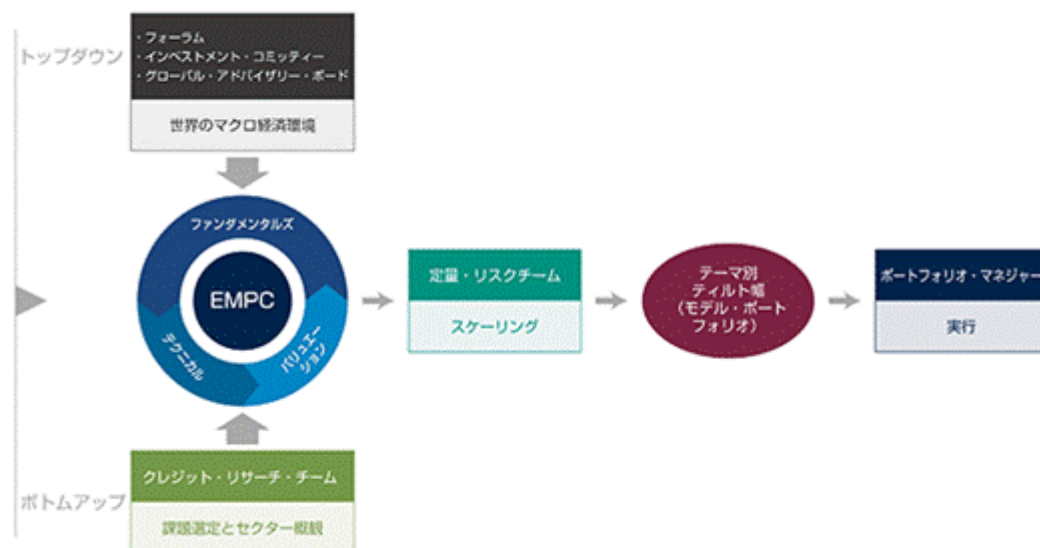 トップダウン
・フォーラム
・インベストメント・コミッティー
・グローバル・アドバイザリー・ボード
世界のマクロ経済環境
ファンダメンタルズ
EMPC
テクニカル
バリュエー
ション
定量・リスクチーム
スケーリング
テーマ別
ティルト幅
(モデル・ポート
フォリオ)
ポートフォリオ・マネジャー
実行
ボトムアップ
クレジット・リサーチ・チーム
課題選定とセクター概観